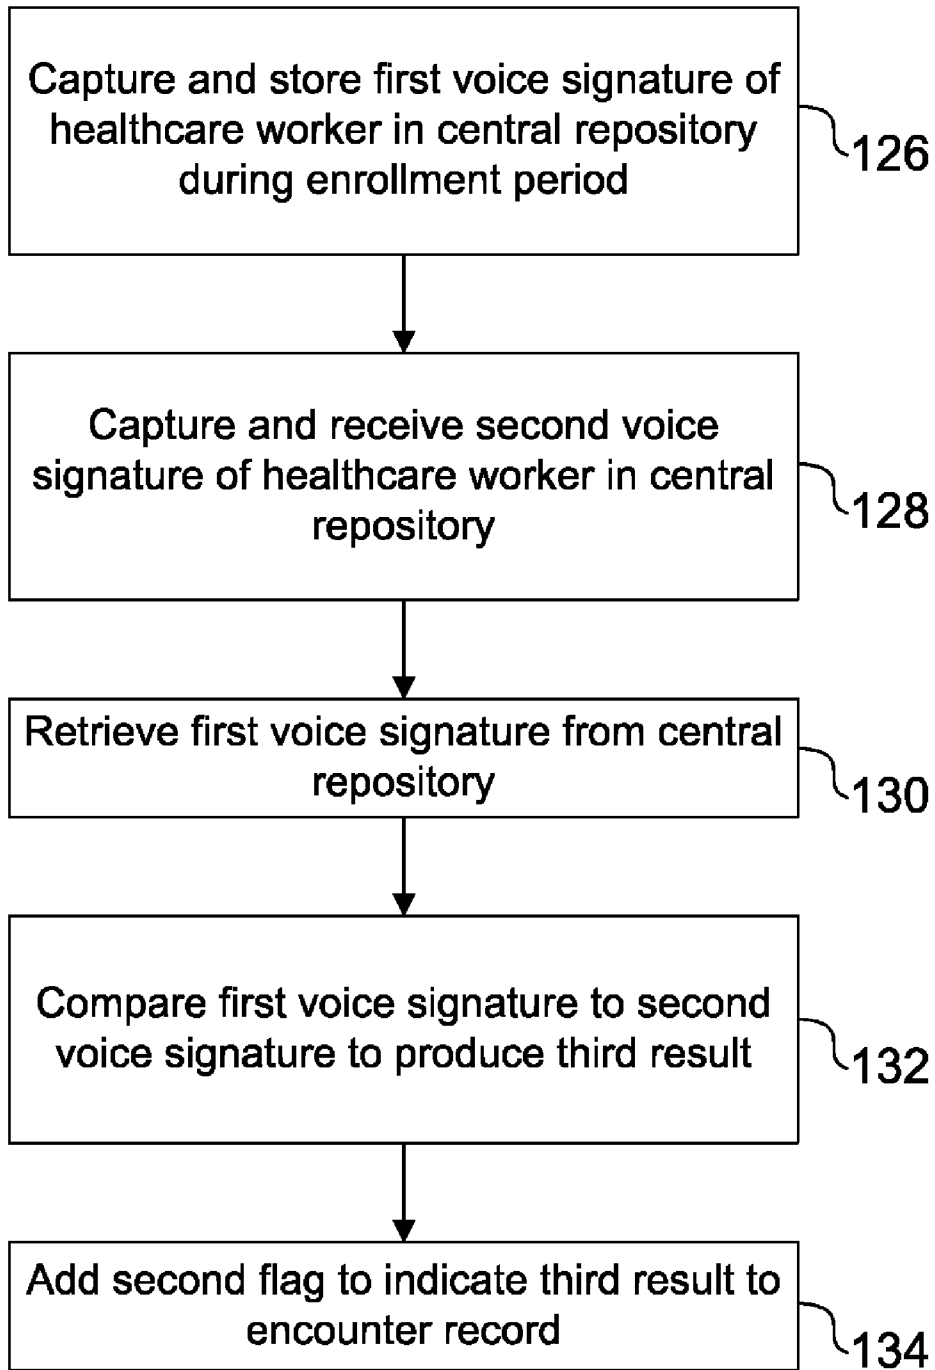 Capture and store first voice signature of
healthcare worker in central repository
during enrollment period
126
Capture and receive second voice
signature of healthcare worker in central
repository
128
Retrieve first voice signature from central
repository
130
Compare first voice signature to second
voice signature to produce third result
132
Add second flag to indicate third result to
encounter record
134